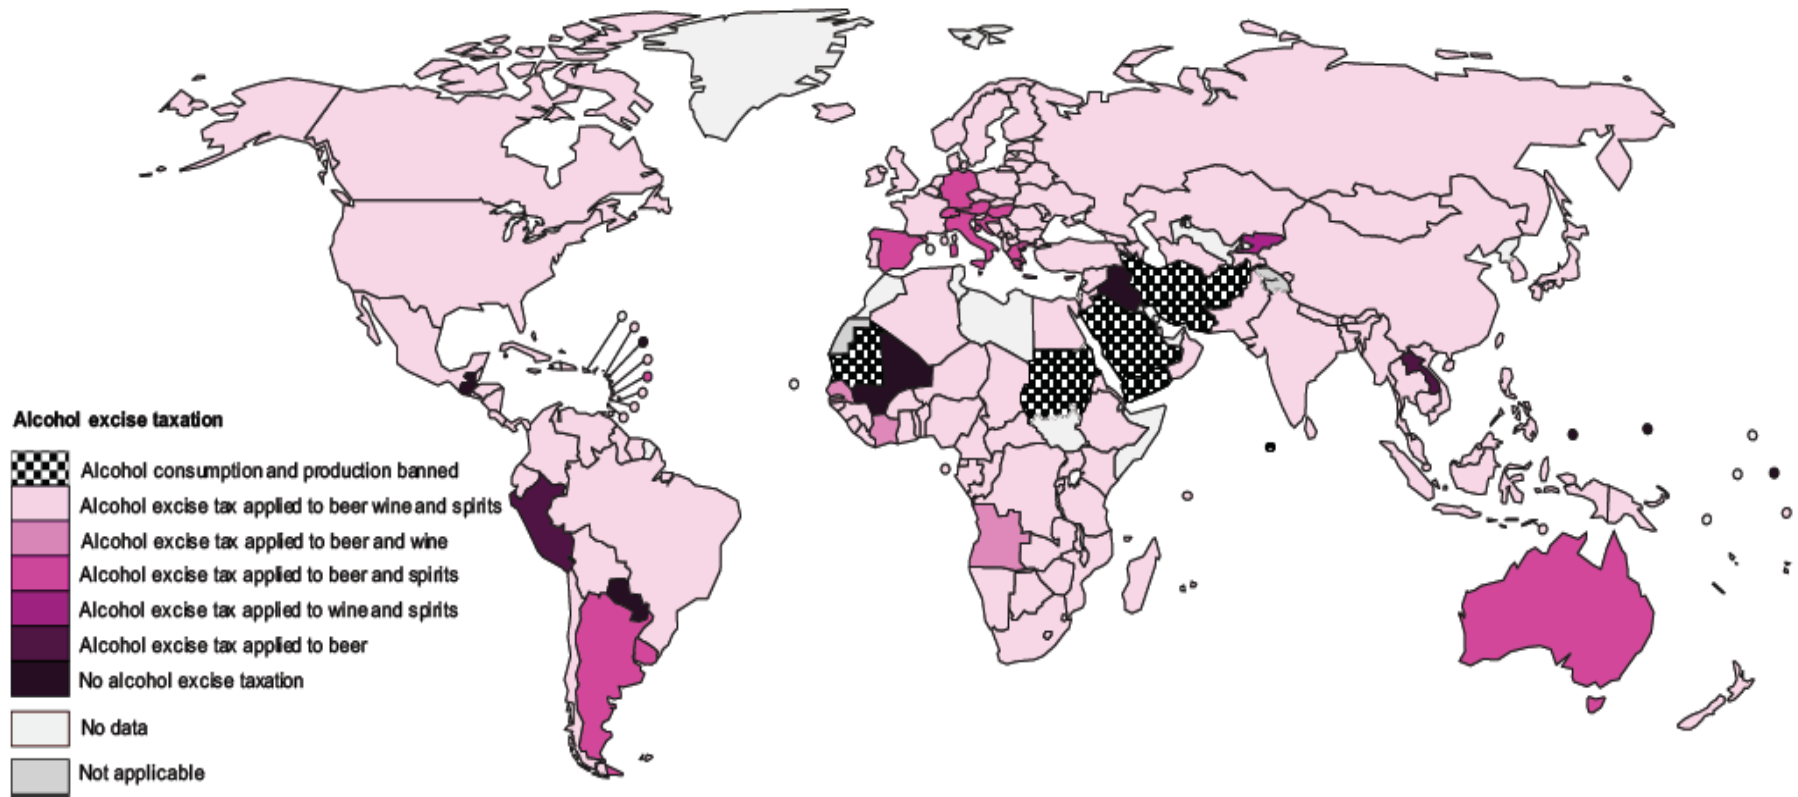 Alcohol excise taxation
Alcohol consumption and production banned
Alcohol excise tax applied to beer wine and spirits
Alcohol excise tax applied to beer and wine
Alcohol excise tax applied to beer and spirits
Alcohol excise tax applied to wine and spirits
Alcohol excise tax applied to beer
No alcohol excise taxation
No data
Not applicable